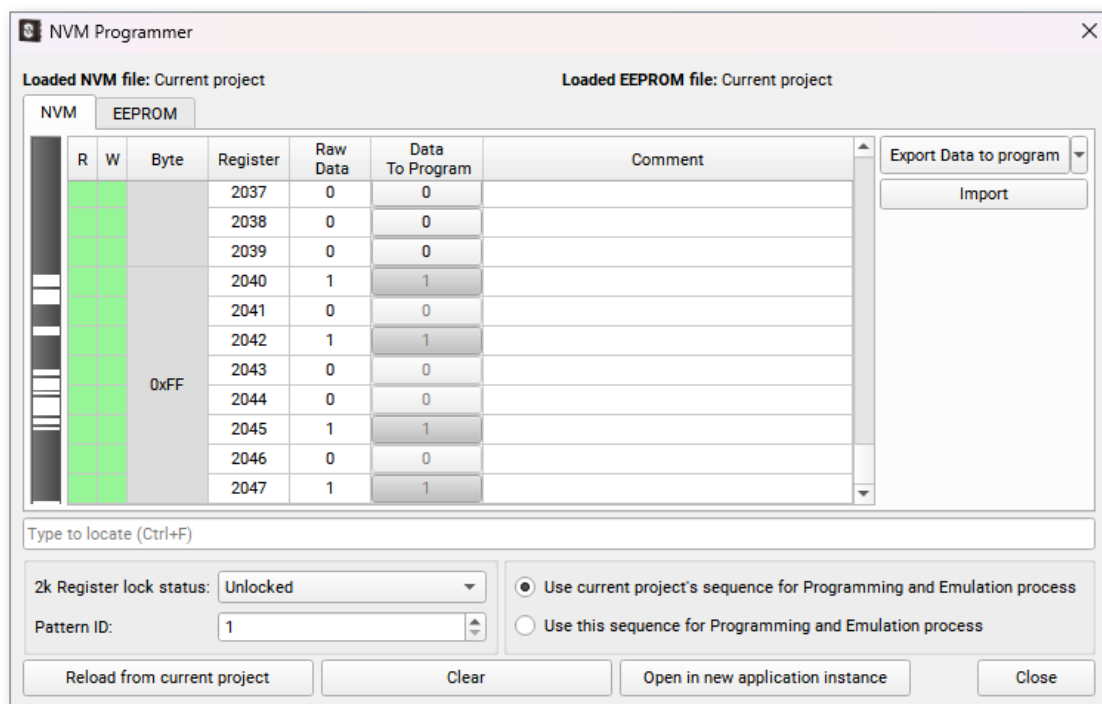 NVM Programmer
Loaded NVM file: Current project Loaded EEPROM file: Current project
NVM EEPROM
R W Byte Register Raw Data Data To Program Comment
2037 0 0
2038 0 0
2039 0 0
2040 1 1
2041 0 0
2042 1 1
2043 0 0
0xFF
2044 0 0
2045 1 1
2046 0 0
2047 1 1
Export Data to program
Import
Type to locate (Ctrl+F)
2k Register lock status: Unlocked
Pattern ID: 1
Use current project's sequence for Programming and Emulation process
Use this sequence for Programming and Emulation process
Reload from current project Clear Open in new application instance Close